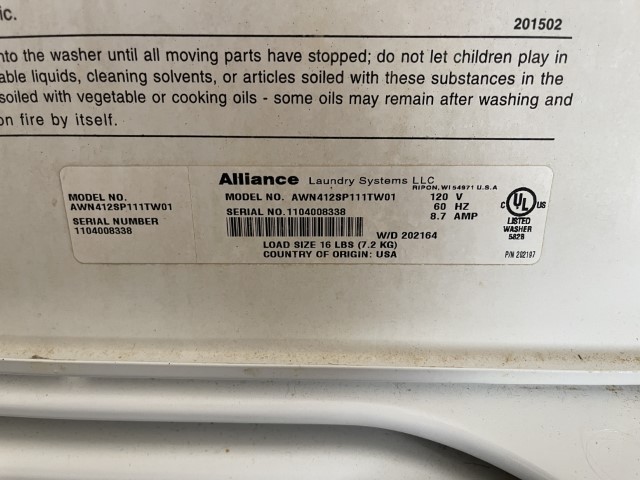 ic.
201502
nto the washer until all moving parts have stopped; do not let children play in
able liquids, cleaning solvents, or articles soiled with these substances in the
soiled with vegetable or cooking oils - some oils may remain after washing and
on fire by itself.
Alliance Laundry Systems LLC
RIPON, WI 54971 U.S.A
MODEL NO.
AWN412SP111TW01
SERIAL NUMBER
1104008338
MODEL NO. AWN412SP111TW01
SERIAL NO.1104008338
120 V
60 HZ
8.7 AMP
W/D 202164
LOAD SIZE 16 LBS (7.2 KG)
COUNTRY OF ORIGIN: USA
C UL US
LISTED
WASHER
582B
P/N 202197